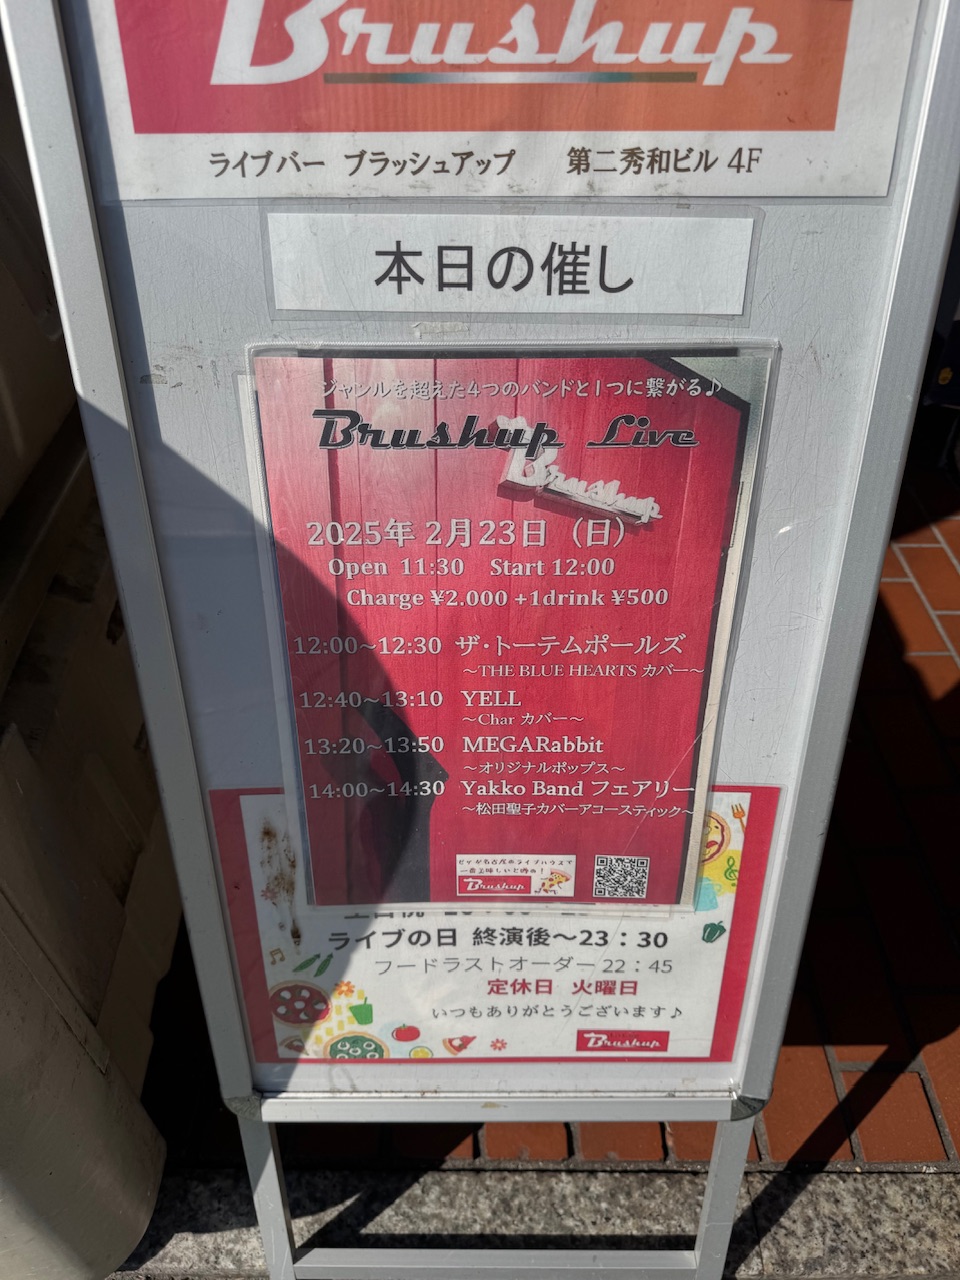 Brushup
ライブバー ブラッシュアップ 第二秀和ビル 4F
本日の催し
ジャンルを超えた4つのバンドと1つに繋がる♪
Brushup Live
Brushup
2025年 2月23日（日）
Open 11:30 Start 12:00
Charge ¥2.000 +1drink ¥500
12:00~12:30 ザ・トーテムポールズ
～THE BLUE HEARTS カバー～
12:40~13:10 YELL
～Char カバー～
13:20~13:50 MEGARabbit
～オリジナルポップス～
14:00~14:30 Yakko Band フェアリー
～松田聖子カバーアコースティック～
一番美味しいと噂の！
Brushup
ライブの日 終演後～23：30
フードラストオーダー 22：45
定休日 火曜日
いつもありがとうございます♪
Brushup